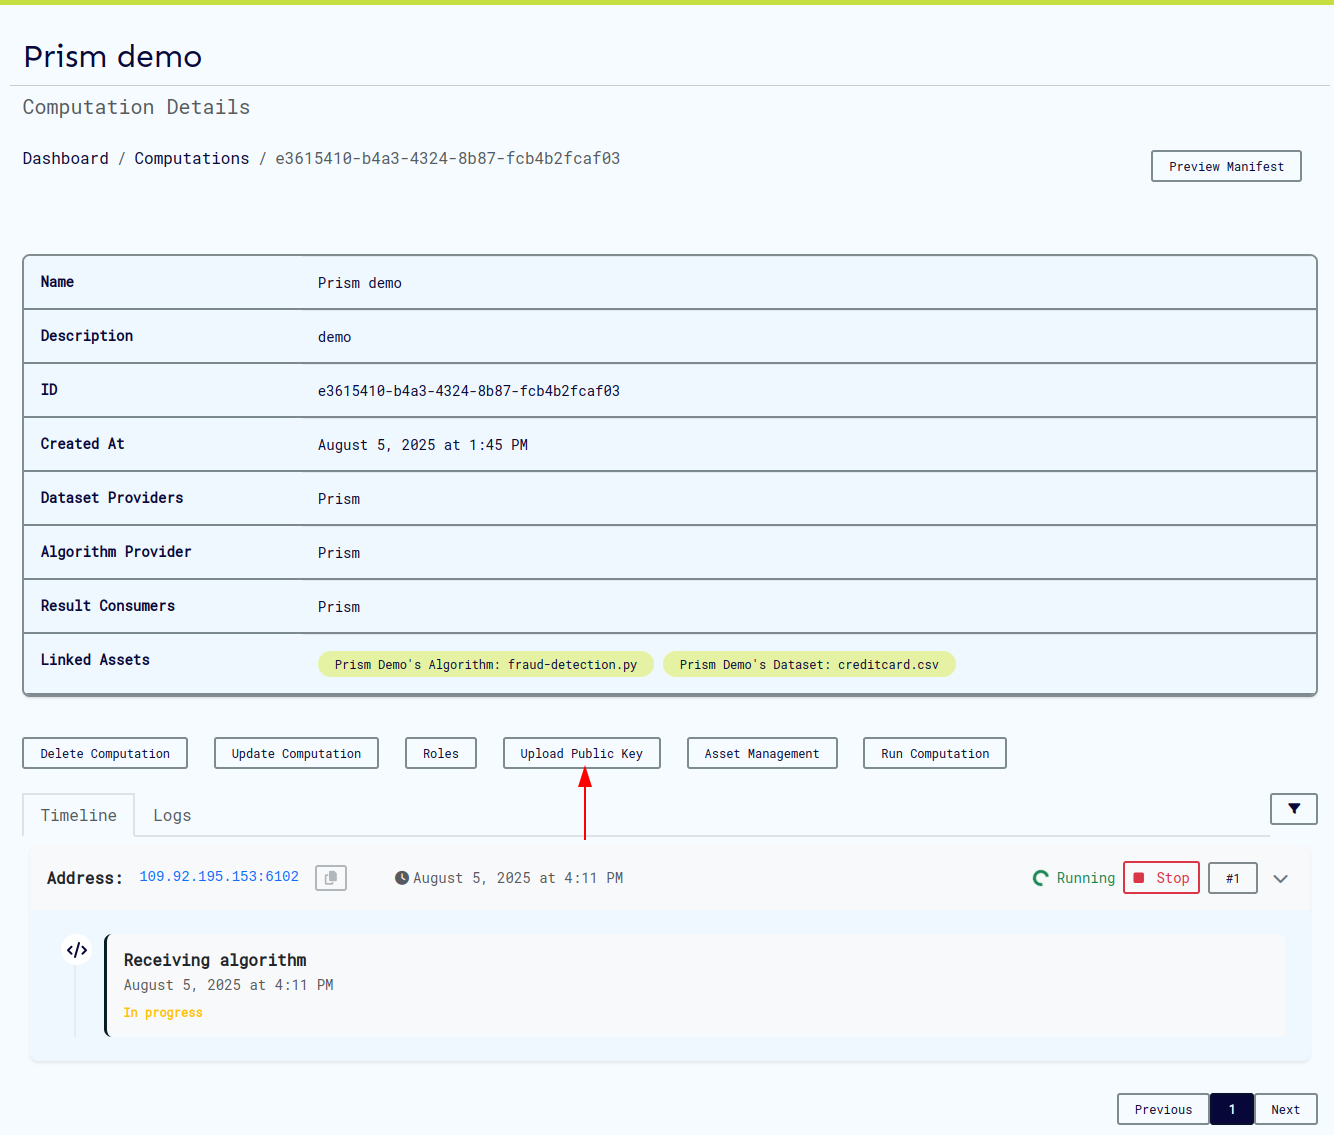 Prism demo
Computation Details
Dashboard / Computations / e3615410-b4a3-4324-8b87-fcb4b2fcaf03
Preview Manifest
Name Prism demo
Description demo
ID e3615410-b4a3-4324-8b87-fcb4b2fcaf03
Created At August 5, 2025 at 1:45 PM
Dataset Providers Prism
Algorithm Provider Prism
Result Consumers Prism
Linked Assets Prism Demo's Algorithm: fraud-detection.py Prism Demo's Dataset: creditcard.csv
Delete Computation Update Computation Roles Upload Public Key Asset Management Run Computation
Timeline Logs
Address: 109.92.195.153:6102 August 5, 2025 at 4:11 PM Running Stop #1
</>
Receiving algorithm
August 5, 2025 at 4:11 PM
In progress
Previous 1 Next